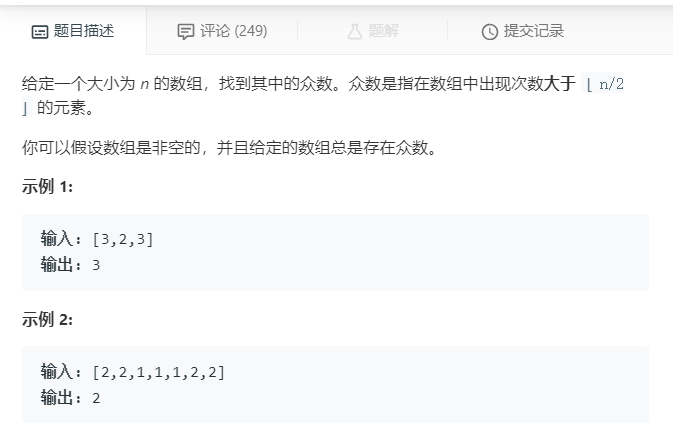 题目描述
评论 (249)
题解
提交记录
给定一个大小为 n 的数组，找到其中的众数。众数是指在数组中出现次数大于 ⌊ n/2
⌋ 的元素。
你可以假设数组是非空的，并且给定的数组总是存在众数。
示例 1:
输入: [3,2,3]
输出: 3
示例 2:
输入: [2,2,1,1,1,2,2]
输出: 2